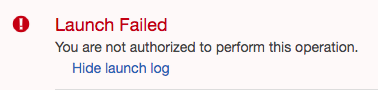 Launch Failed
You are not authorized to perform this operation.
Hide launch log